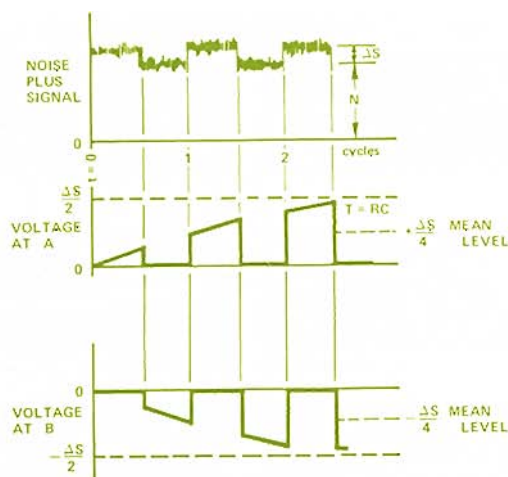 NOISE
PLUS
SIGNAL
ΔS
N
0
t = 0
0
1
2
cycles
ΔS
2
VOLTAGE
AT A
0
T = RC
+ ΔS MEAN
4 LEVEL
0
VOLTAGE
AT B
- ΔS MEAN
4 LEVEL
- ΔS
2